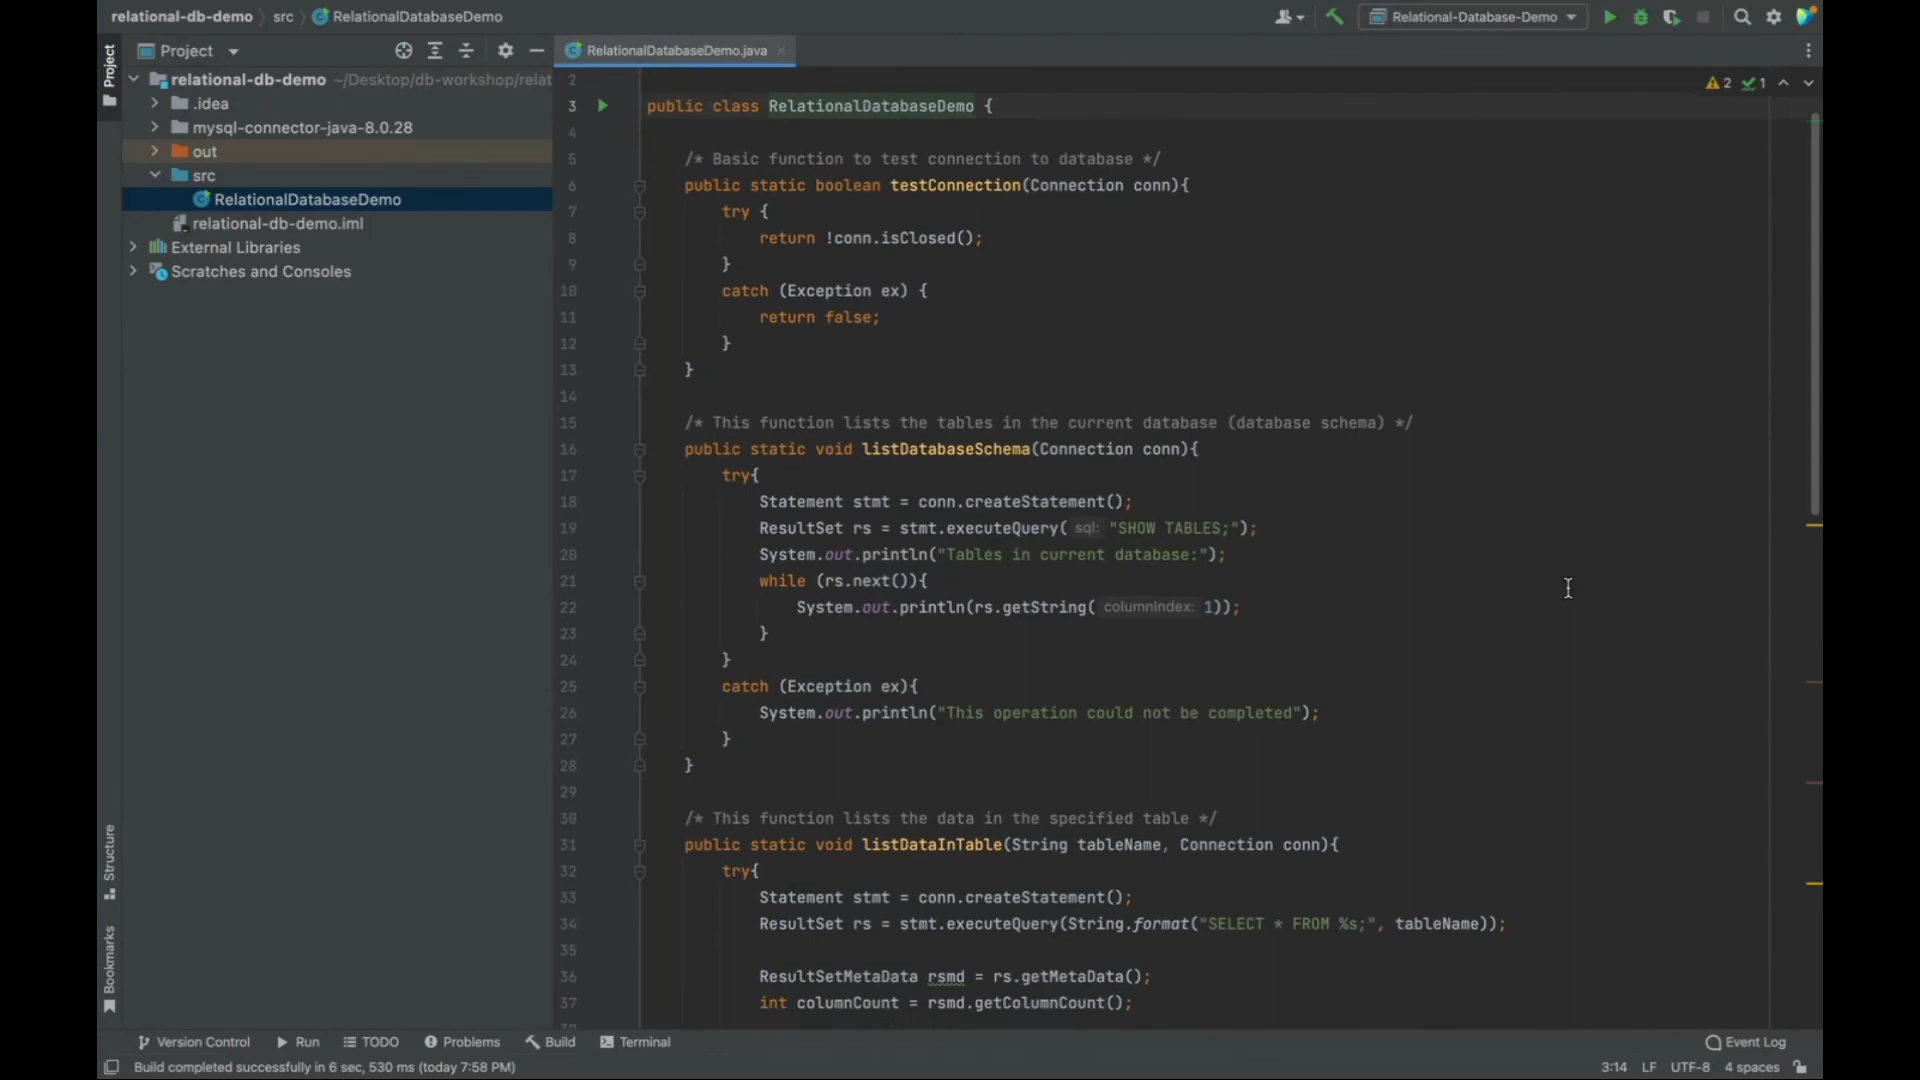 relational-db-demo src RelationalDatabaseDemo
Relational-Database-Demo
Project
Project
RelationalDatabaseDemo.java
relational-db-demo ~/Desktop/db-workshop/relat
.idea
mysql-connector-java-8.0.28
out
src
RelationalDatabaseDemo
relational-db-demo.iml
External Libraries
Scratches and Consoles
2 1
2
3 public class RelationalDatabaseDemo {
4
5 /* Basic function to test connection to database */
6 public static boolean testConnection(Connection conn){
7 try {
8 return !conn.isClosed();
9 }
10 catch (Exception ex) {
11 return false;
12 }
13 }
14
15 /* This function lists the tables in the current database (database schema) */
16 public static void listDatabaseSchema(Connection conn){
17 try{
18 Statement stmt = conn.createStatement();
19 ResultSet rs = stmt.executeQuery( sql: "SHOW TABLES;");
20 System.out.println("Tables in current database:");
21 while (rs.next()){
22 System.out.println(rs.getString( columnIndex: 1));
23 }
24 }
25 catch (Exception ex){
26 System.out.println("This operation could not be completed");
27 }
28 }
29
30 /* This function lists the data in the specified table */
31 public static void listDataInTable(String tableName, Connection conn){
32 try{
33 Statement stmt = conn.createStatement();
34 ResultSet rs = stmt.executeQuery(String.format("SELECT * FROM %s;", tableName));
35
36 ResultSetMetaData rsmd = rs.getMetaData();
37 int columnCount = rsmd.getColumnCount();
38
Structure
Bookmarks
Version Control Run TODO Problems Build Terminal Event Log
Build completed successfully in 6 sec, 530 ms (today 7:58 PM) 3:14 LF UTF-8 4 spaces